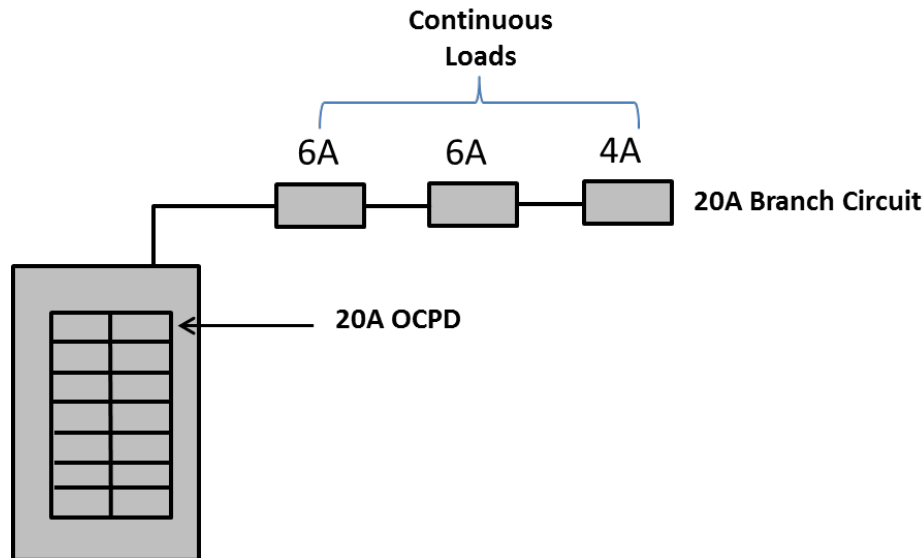 Continuous
Loads
6A
6A
4A
20A Branch Circuit
20A OCPD